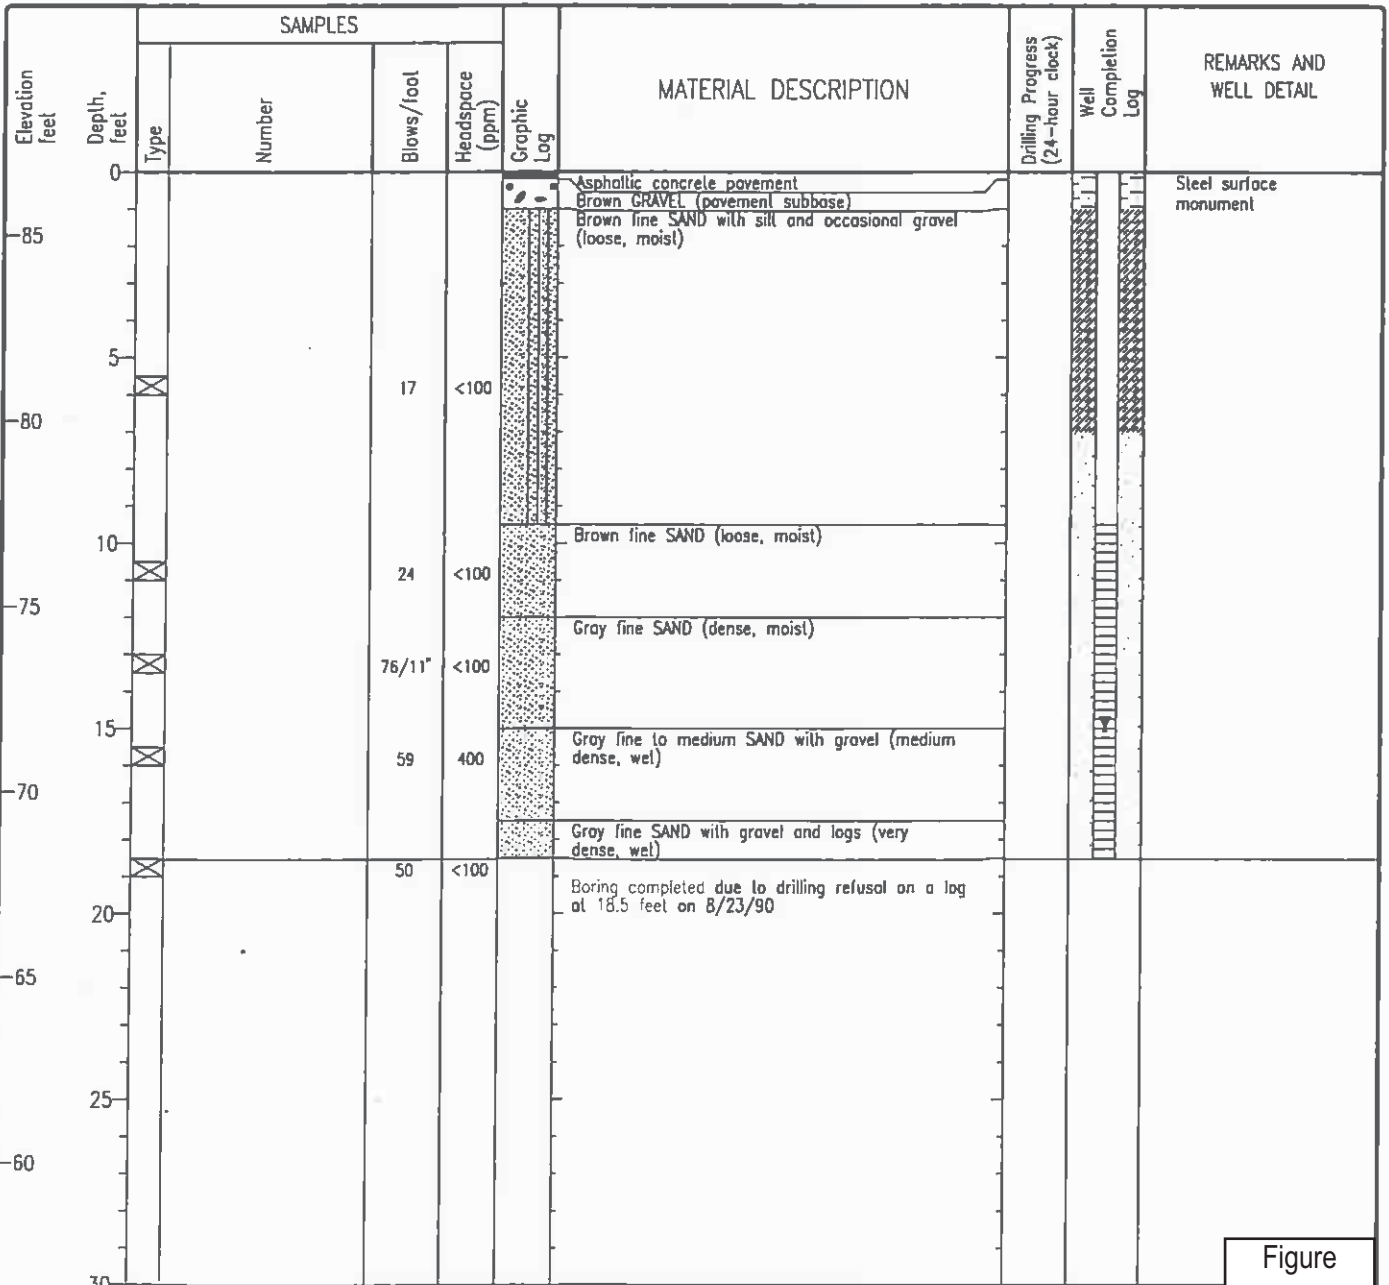 SAMPLES
Elevation
feet
Depth,
feet
Type
Number
Blows/foot
Headspace
(ppm)
Graphic
Log
MATERIAL DESCRIPTION
Drilling Progress
(24-hour clock)
Well
Completion
Log
REMARKS AND
WELL DETAIL
0
Asphaltic concrete pavement
Steel surface
monument
Brown GRAVEL (pavement subbase)
Brown fine SAND with silt and occasional gravel
(loose, moist)
85
5
17 <100
80
Brown fine SAND (loose, moist)
10
24 <100
75
Gray fine SAND (dense, moist)
76/11" <100
15
Gray fine to medium SAND with gravel (medium
dense, wet)
59 400
70
Gray fine SAND with gravel and logs (very
dense, wet)
50 <100
Boring completed due to drilling refusal on a log
at 18.5 feet on 8/23/90
20
65
25
60
30
Figure